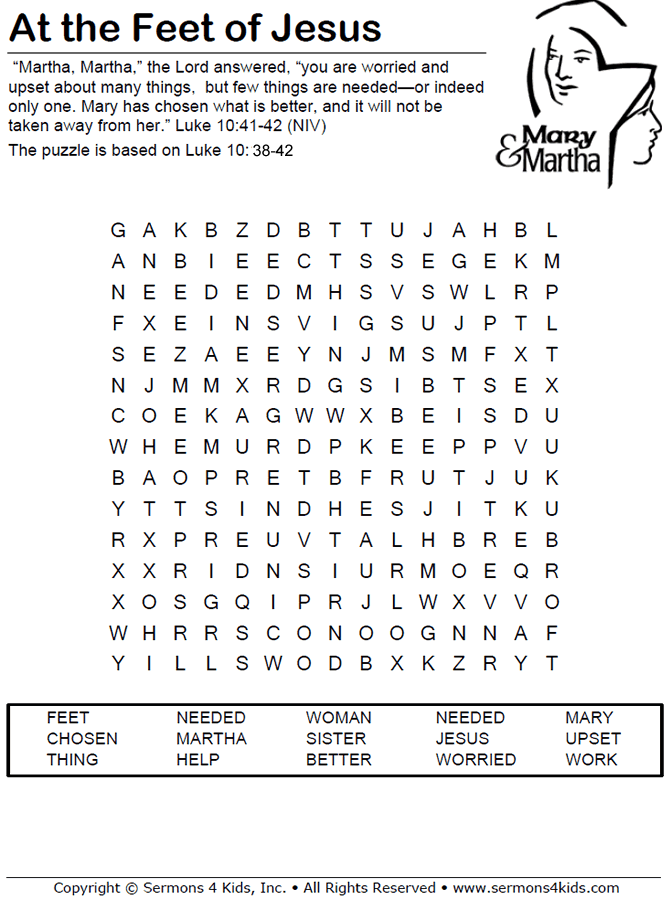 At the Feet of Jesus
“Martha, Martha,” the Lord answered, “you are worried and
upset about many things, but few things are needed—or indeed
only one. Mary has chosen what is better, and it will not be
taken away from her.” Luke 10:41-42 (NIV)
The puzzle is based on Luke 10: 38-42
Mary
&Martha
G A K B Z D B T T U J A H B L
A N B I E E C T S S E G E K M
N E E D E D M H S V S W L R P
F X E I N S V I G S U J P T L
S E Z A E E Y N J M S M F X T
N J M M X R D G S I B T S E X
C O E K A G W W X B E I S D U
W H E M U R D P K E E P P V U
B A O P R E T B F R U T J U K
Y T T S I N D H E S J I T K U
R X P R E U V T A L H B R E B
X X R I D N S I U R M O E Q R
X O S G Q I P R J L W X V V O
W H R R S C O N O O G N N A F
Y I L L S W O D B X K Z R Y T
FEET NEEDED WOMAN NEEDED MARY
CHOSEN MARTHA SISTER JESUS UPSET
THING HELP BETTER WORRIED WORK
Copyright © Sermons 4 Kids, Inc. • All Rights Reserved • www.sermons4kids.com